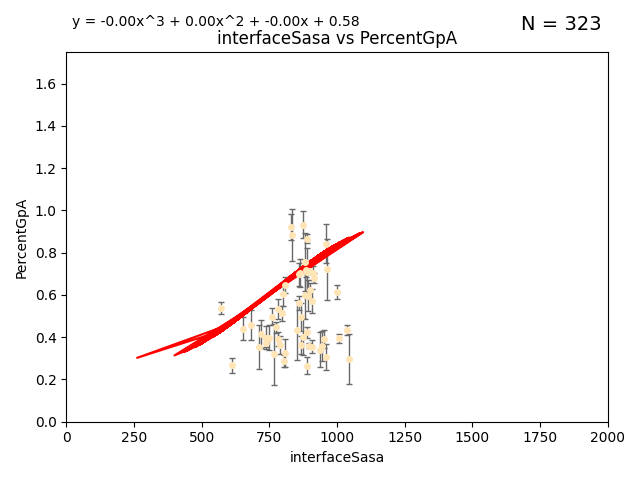 y = -0.00x^3 + 0.00x^2 + -0.00x + 0.58
N = 323
interfaceSasa vs PercentGpA
PercentGpA
1.6
1.4
1.2
1.0
0.8
0.6
0.4
0.2
0.0
0 250 500 750 1000 1250 1500 1750 2000
interfaceSasa